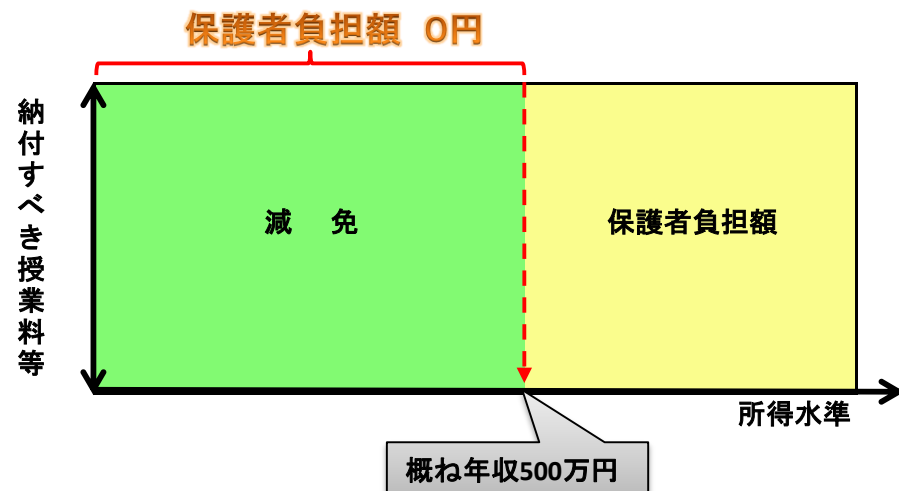 保護者負担額 0円
納付すべき授業料等
減 免
保護者負担額
所得水準
概ね年収500万円